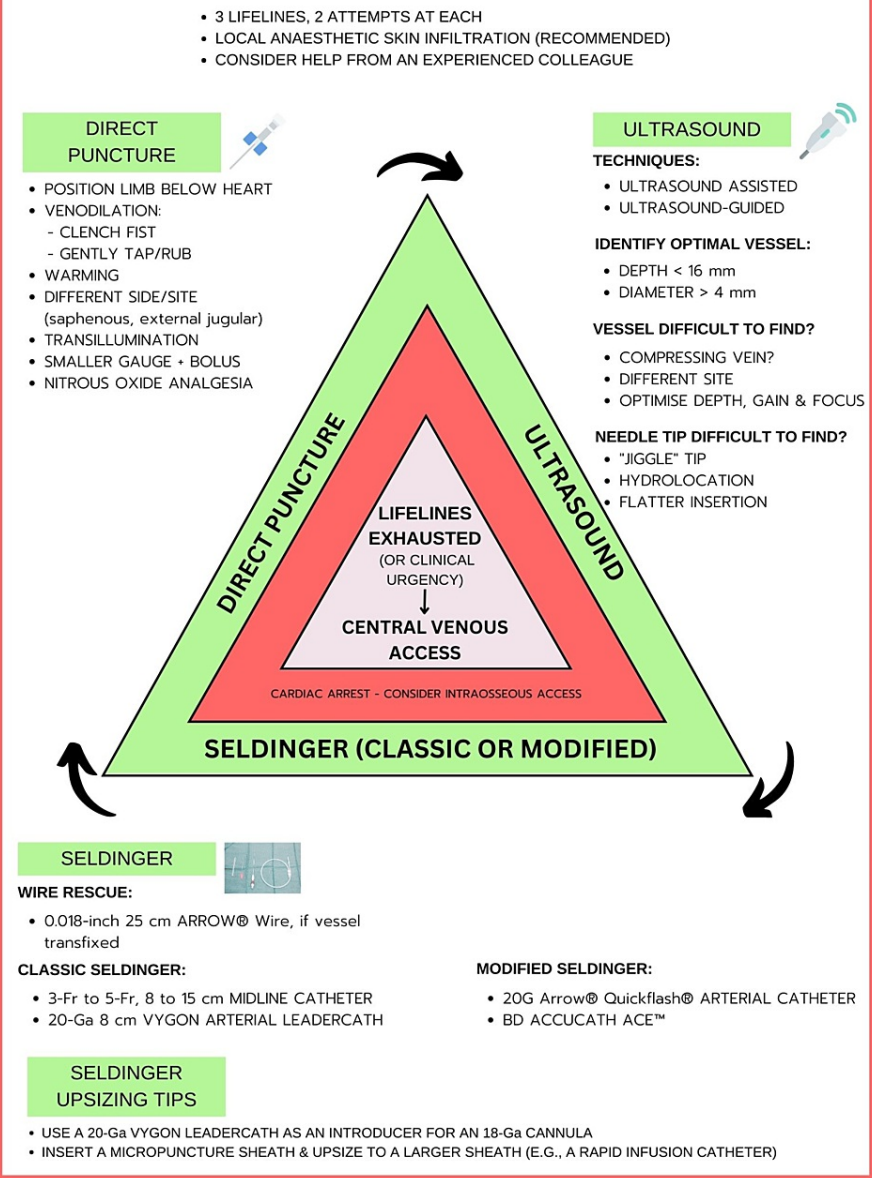 • 3 LIFELINES, 2 ATTEMPTS AT EACH
• LOCAL ANAESTHETIC SKIN INFILTRATION (RECOMMENDED)
• CONSIDER HELP FROM AN EXPERIENCED COLLEAGUE
DIRECT
PUNCTURE
• POSITION LIMB BELOW HEART
• VENODILATION:
- CLENCH FIST
- GENTLY TAP/RUB
• WARMING
• DIFFERENT SIDE/SITE
(saphenous, external jugular)
• TRANSILLUMINATION
• SMALLER GAUGE + BOLUS
• NITROUS OXIDE ANALGESIA
ULTRASOUND
TECHNIQUES:
• ULTRASOUND ASSISTED
• ULTRASOUND-GUIDED
IDENTIFY OPTIMAL VESSEL:
• DEPTH < 16 mm
• DIAMETER > 4 mm
VESSEL DIFFICULT TO FIND?
• COMPRESSING VEIN?
• DIFFERENT SITE
• OPTIMISE DEPTH, GAIN & FOCUS
NEEDLE TIP DIFFICULT TO FIND?
• "JIGGLE" TIP
• HYDROLOCATION
• FLATTER INSERTION
DIRECT PUNCTURE
ULTRASOUND
LIFELINES
EXHAUSTED
(OR CLINICAL
URGENCY)
↓
CENTRAL VENOUS
ACCESS
CARDIAC ARREST - CONSIDER INTRAOSSEOUS ACCESS
SELDINGER (CLASSIC OR MODIFIED)
SELDINGER
WIRE RESCUE:
• 0.018-inch 25 cm ARROW® Wire, if vessel
transfixed
CLASSIC SELDINGER:
• 3-Fr to 5-Fr, 8 to 15 cm MIDLINE CATHETER
• 20-Ga 8 cm VYGON ARTERIAL LEADERCATH
MODIFIED SELDINGER:
• 20G Arrow® Quickflash® ARTERIAL CATHETER
• BD ACCUCATH ACE™
SELDINGER
UPSIZING TIPS
• USE A 20-Ga VYGON LEADERCATH AS AN INTRODUCER FOR AN 18-Ga CANNULA
• INSERT A MICROPUNCTURE SHEATH & UPSIZE TO A LARGER SHEATH (E.G., A RAPID INFUSION CATHETER)